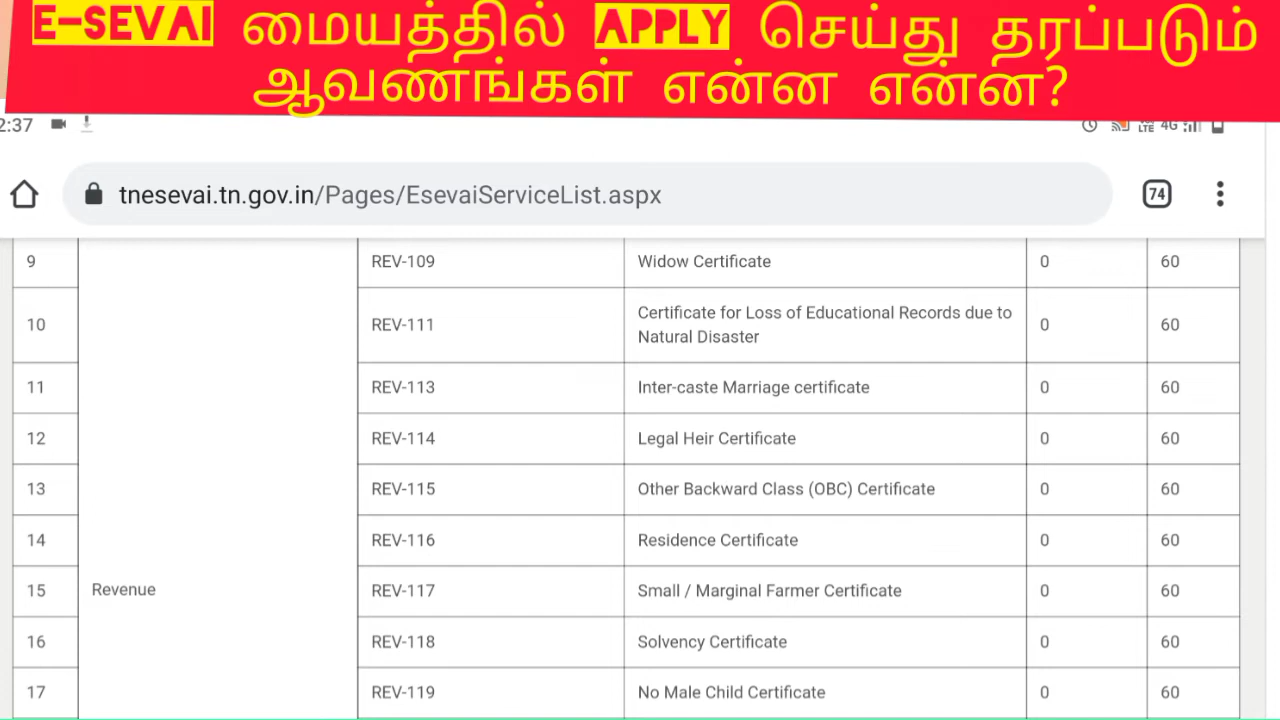 E-SEVAI மையத்தில் APPLY செய்து தரப்படும்
ஆவணங்கள் என்ன என்ன?
2:37 4G
tnesevai.tn.gov.in/Pages/EsevaiServiceList.aspx 74
9 REV-109 Widow Certificate 0 60
10 REV-111 Certificate for Loss of Educational Records due to Natural Disaster 0 60
11 REV-113 Inter-caste Marriage certificate 0 60
12 REV-114 Legal Heir Certificate 0 60
13 REV-115 Other Backward Class (OBC) Certificate 0 60
14 REV-116 Residence Certificate 0 60
15 Revenue REV-117 Small / Marginal Farmer Certificate 0 60
16 REV-118 Solvency Certificate 0 60
17 REV-119 No Male Child Certificate 0 60